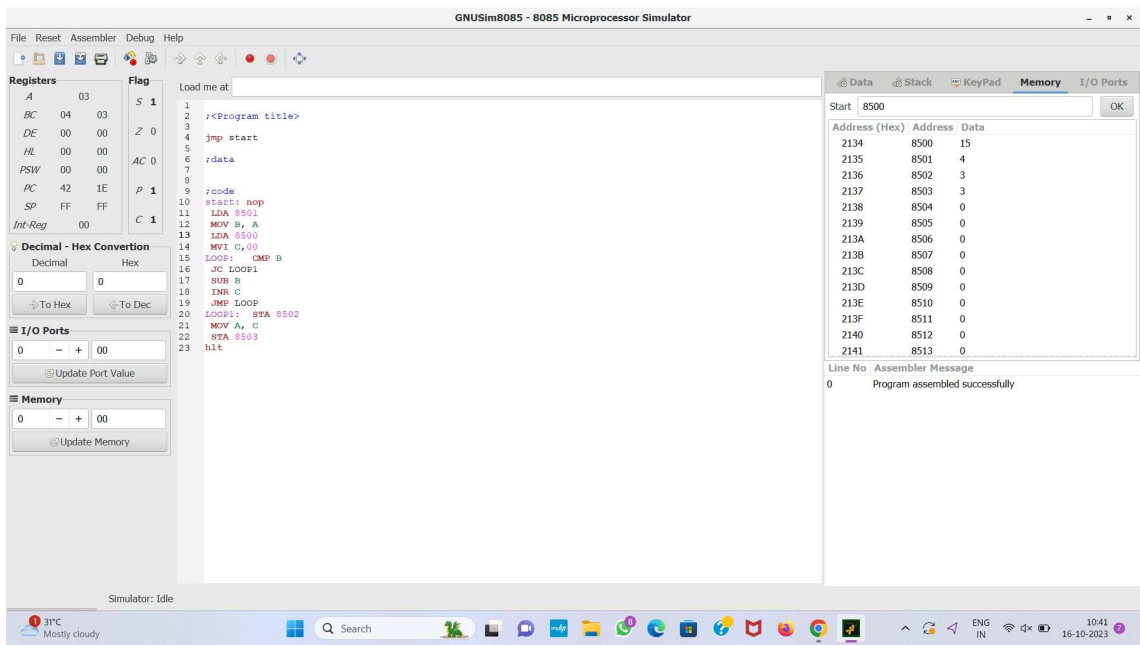 GNUSim8085 - 8085 Microprocessor Simulator
File Reset Assembler Debug Help
Registers
A 03
BC 04 03
DE 00 00
HL 00 00
PSW 00 00
PC 42 1E
SP FF FF
Int-Reg 00
Flag
S 1
Z 0
AC 0
P 1
C 1
Decimal - Hex Convertion
Decimal Hex
0 0
To Hex To Dec
I/O Ports
0 - + 00
Update Port Value
Memory
0 - + 00
Update Memory
Load me at
1
2 ;<Program title>
3
4 jmp start
5
6 ;data
7
8
9 ;code
10 start: nop
11 LDA 8501
12 MOV B, A
13 LDA 8500
14 MVI C,00
15 LOOP: CMP B
16 JC LOOP1
17 SUB B
18 INR C
19 JMP LOOP
20 LOOP1: STA 8502
21 MOV A, C
22 STA 8503
23 hlt
Data Stack KeyPad Memory I/O Ports
Start 8500 OK
Address (Hex) Address Data
2134 8500 15
2135 8501 4
2136 8502 3
2137 8503 3
2138 8504 0
2139 8505 0
213A 8506 0
213B 8507 0
213C 8508 0
213D 8509 0
213E 8510 0
213F 8511 0
2140 8512 0
2141 8513 0
Line No Assembler Message
0 Program assembled successfully
Simulator: Idle
1
31°C
Mostly cloudy
Search
mdp
8
ENG
IN
10:41
16-10-2023
7